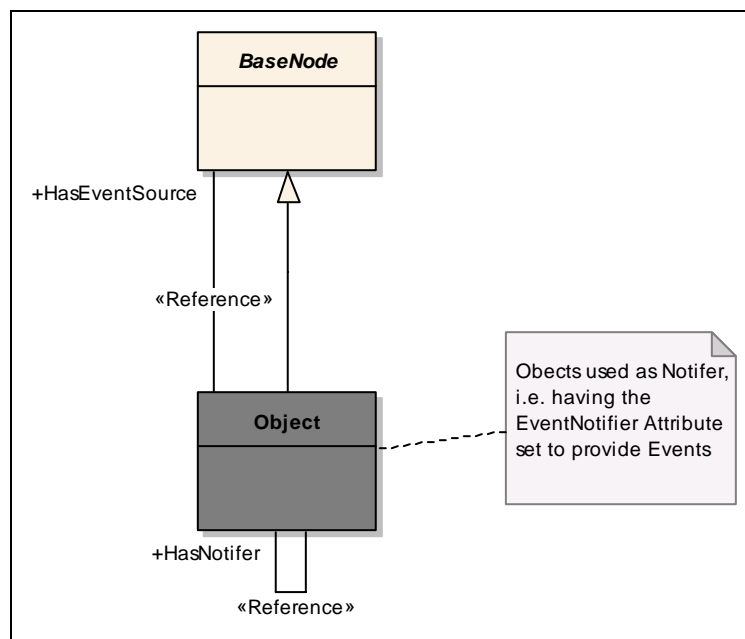 BaseNode
+HasEventSource
«Reference»
Obects used as Notifer,
i.e. having the
EventNotifier Attribute
set to provide Events
Object
+HasNotifer
«Reference»